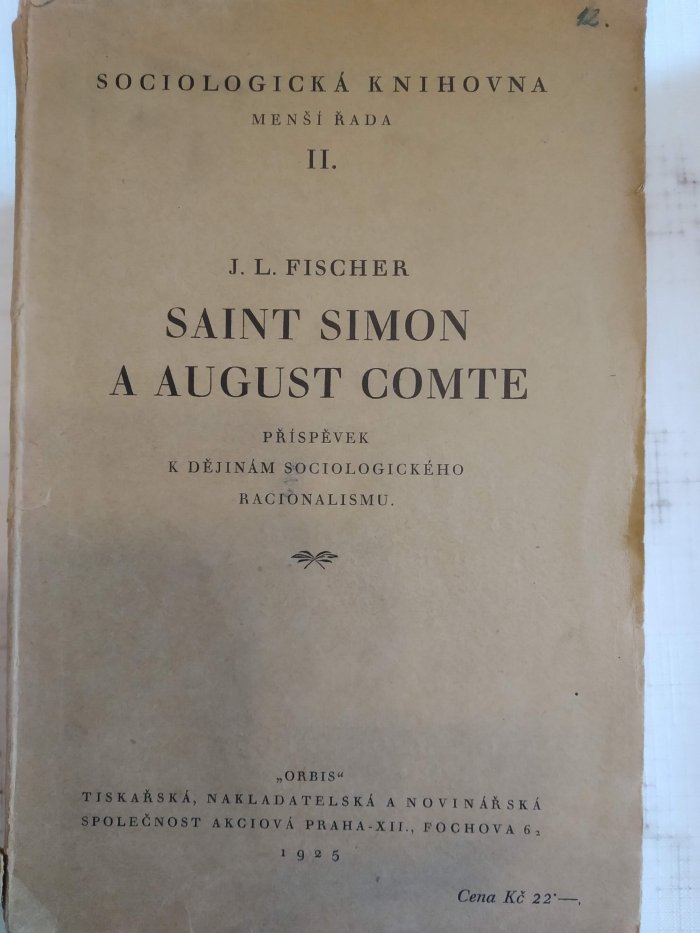 12.
SOCIOLOGICKÁ KNIHOVNA
MENŠÍ ŘADA
II.
J. L. FISCHER
SAINT SIMON
A AUGUST COMTE
PŘÍSPĚVEK
K DĚJINÁM SOCIOLOGICKÉHO
RACIONALISMU.
„ORBIS“
TISKAŘSKÁ, NAKLADATELSKÁ A NOVINÁŘSKÁ
SPOLEČNOST AKCIOVÁ PRAHA-XII., FOCHOVA 62
1925
Cena Kč 22·—,